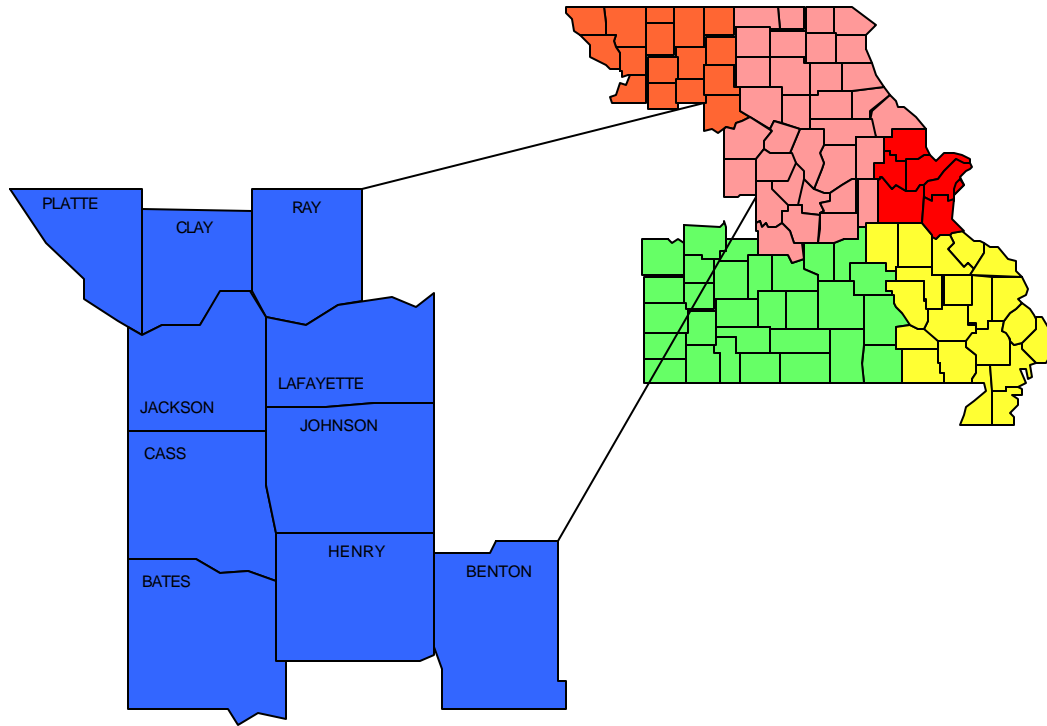 PLATTE
RAY
CLAY
LAFAYETTE
JACKSON
JOHNSON
CASS
HENRY
BENTON
BATES